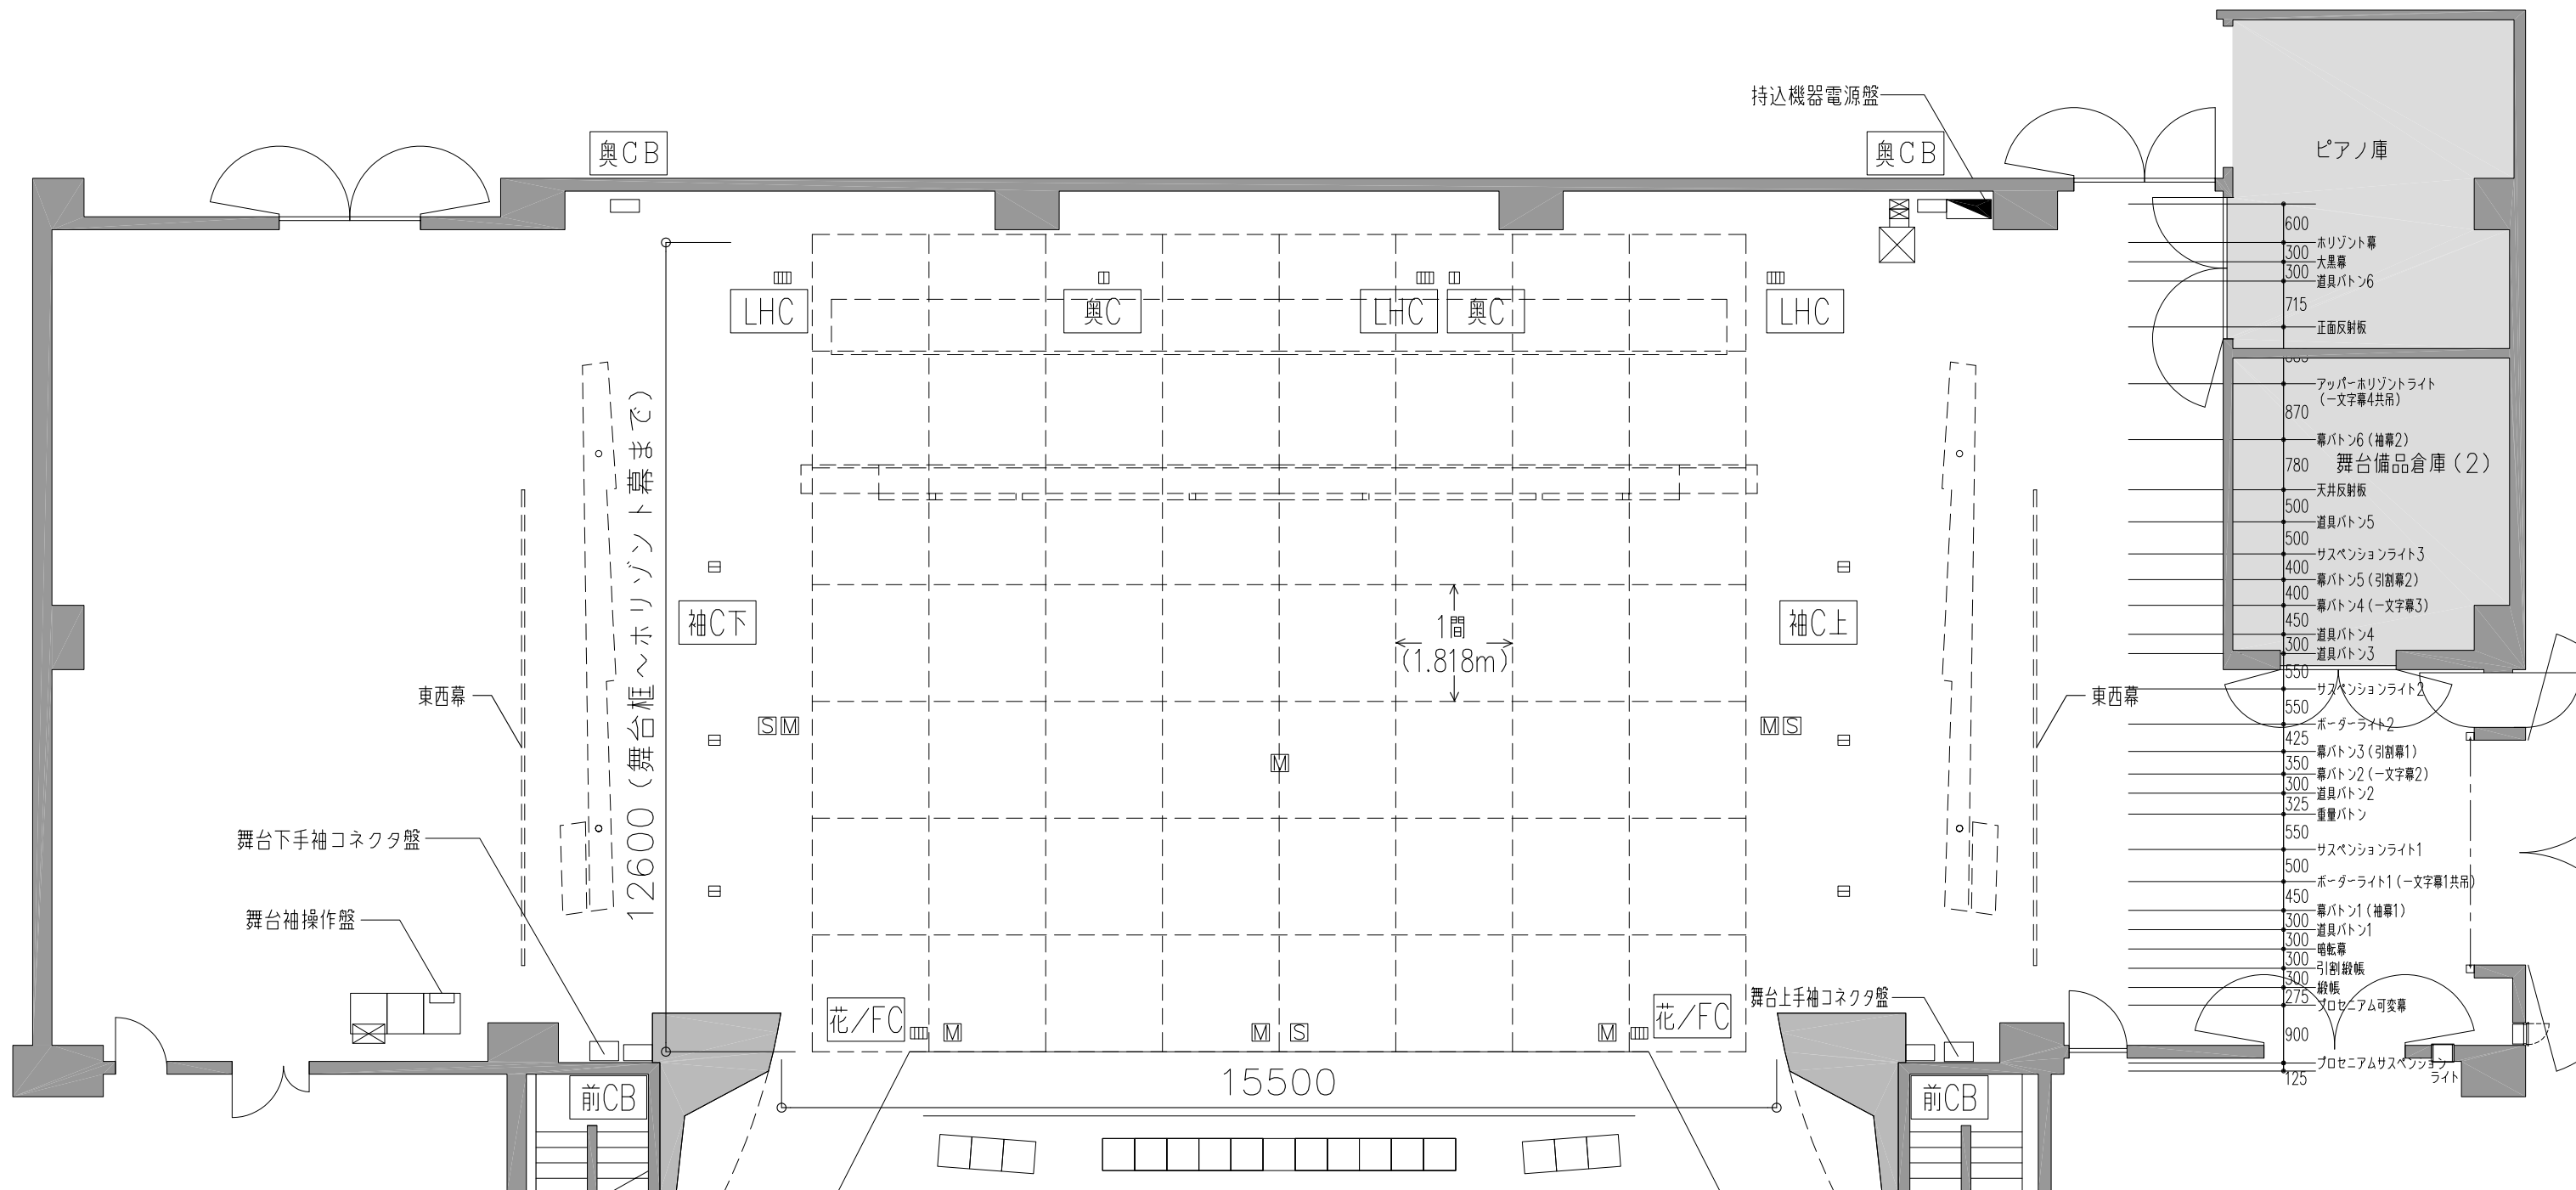 持込機器電源盤
奥CB
奥CB
ピアノ庫
600
ホリゾント幕
300
大黒幕
300
道具バトン6
715
正面反射板
LHC
奥C
LHC
奥C
LHC
アッパーホリゾントライト
（一文字幕4共吊）
870
幕バトン6（袖幕2）
780
舞台備品倉庫（2）
天井反射板
500
道具バトン5
500
サスペンションライト3
400
幕バトン5（引割幕2）
400
幕バトン4（一文字幕3）
450
道具バトン4
300
道具バトン3
550
サスペンションライト2
550
ボーダーライト2
425
幕バトン3（引割幕1）
350
幕バトン2（一文字幕2）
300
道具バトン2
325
重量バトン
550
サスペンションライト1
500
ボーダーライト1（一文字幕1共吊）
450
幕バトン1（袖幕1）
300
道具バトン1
300
暗転幕
300
引割緞帳
300
緞帳
275
プロセニアム可変幕
900
プロセニアムサスペンション
ライト
125
12600（舞台框～ホリゾント幕まで）
袖C下
1間
(1.818m)
袖C上
東西幕
東西幕
S M
M S
M
舞台下手袖コネクタ盤
舞台袖操作盤
舞台上手袖コネクタ盤
花/FC
M
M
S
M
花/FC
15500
前CB
前CB